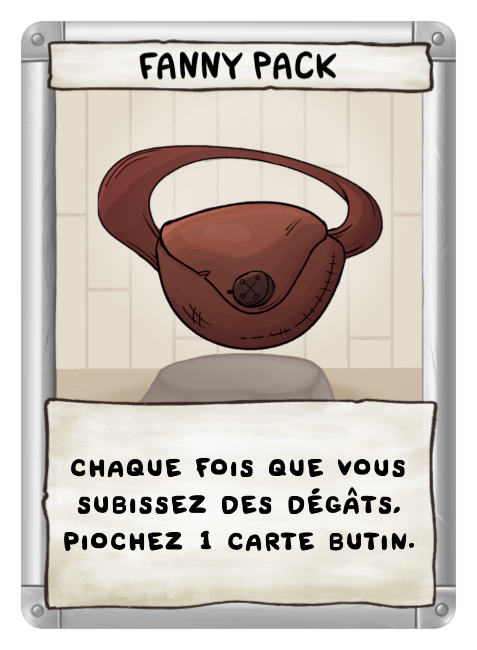 FANNY PACK
CHAQUE FOIS QUE VOUS
SUBISSEZ DES DÉGÂTS,
PIOCHEZ 1 CARTE BUTIN.